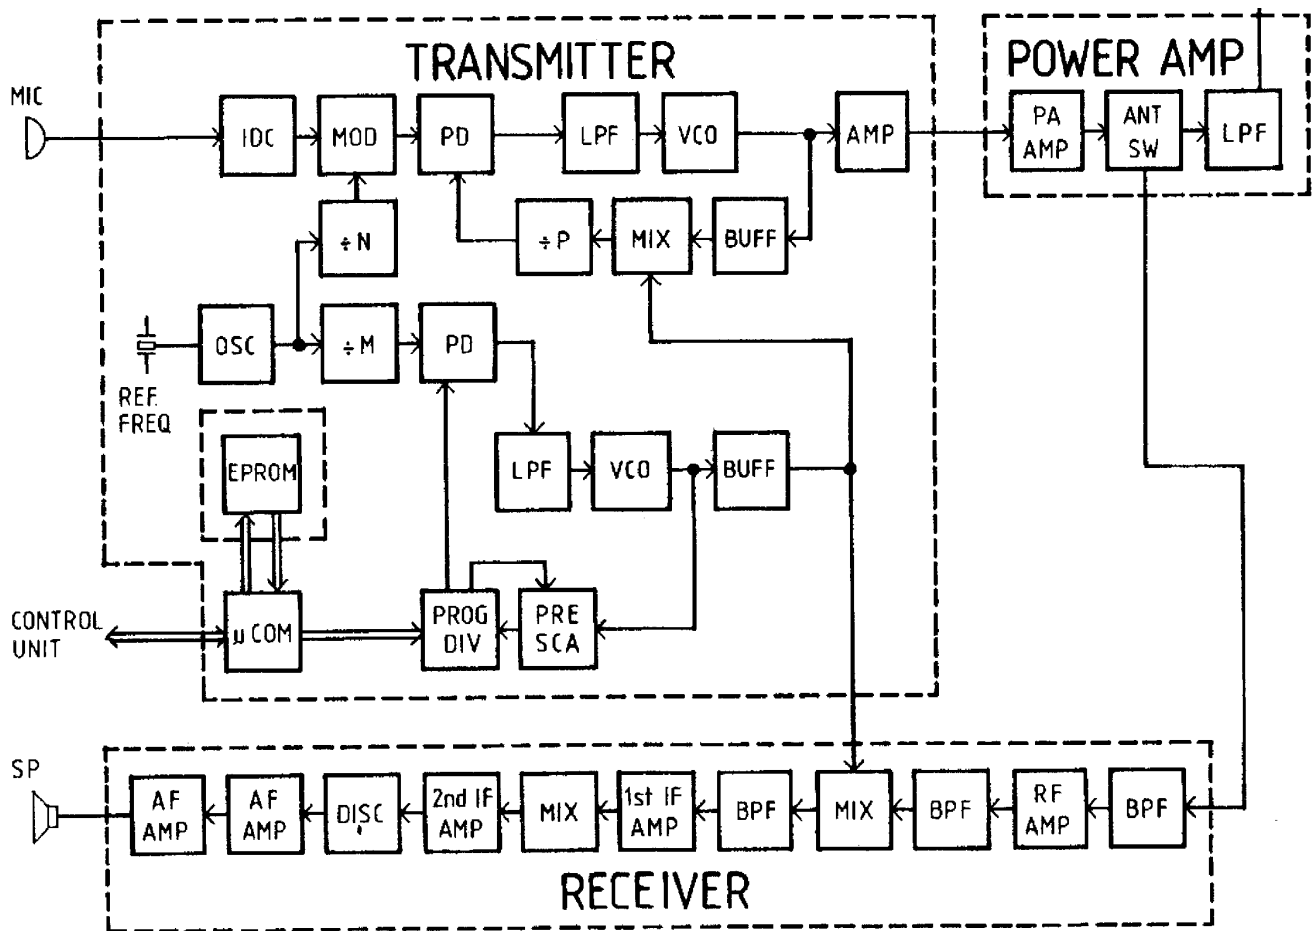 TRANSMITTER
POWER AMP
MIC
IDC
MOD
PD
LPF
VCO
AMP
PA
AMP
ANT
SW
LPF
÷N
÷P
MIX
BUFF
OSC
÷M
PD
REF.
FREQ
EPROM
LPF
VCO
BUFF
CONTROL
UNIT
µCOM
PROG
DIV
PRE
SCA
SP
AF
AMP
AF
AMP
DISC
2nd IF
AMP
MIX
1st IF
AMP
BPF
MIX
BPF
RF
AMP
BPF
RECEIVER